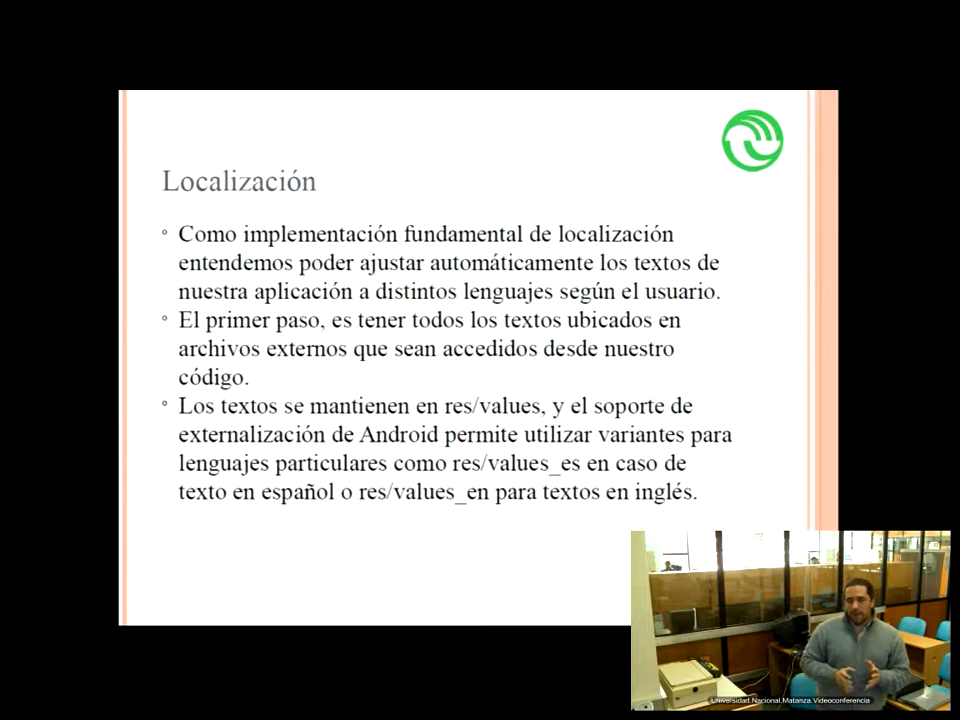 Localización
Como implementación fundamental de localización
entendemos poder ajustar automáticamente los textos de
nuestra aplicación a distintos lenguajes según el usuario.
El primer paso, es tener todos los textos ubicados en
archivos externos que sean accedidos desde nuestro
código.
Los textos se mantienen en res/values, y el soporte de
externalización de Android permite utilizar variantes para
lenguajes particulares como res/values_es en caso de
texto en español o res/values_en para textos en inglés.
Universidad.Nacional.Matanza.Videoconferencia